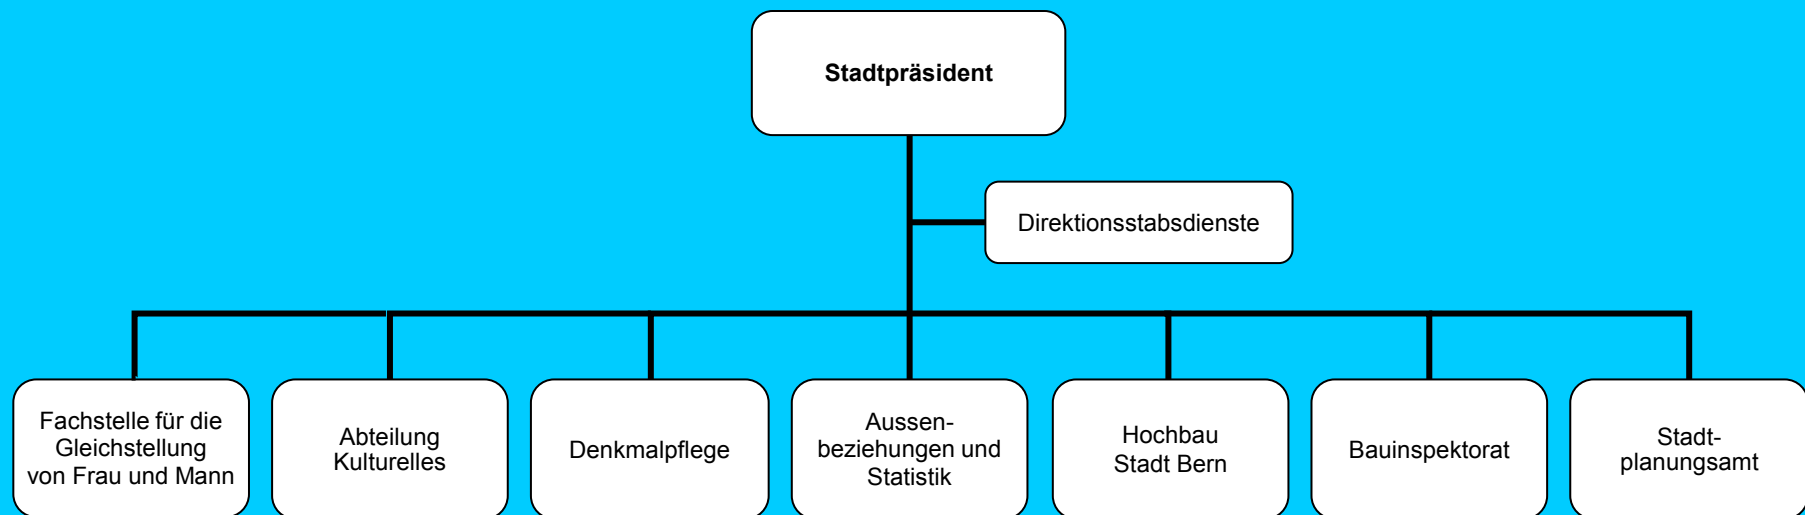 Stadtpräsident
Direktionsstabsdienste
Fachstelle für die
Gleichstellung
von Frau und Mann
Abteilung
Kulturelles
Denkmalpflege
Aussen-
beziehungen und
Statistik
Hochbau
Stadt Bern
Bauinspektorat
Stadt-
planungsamt